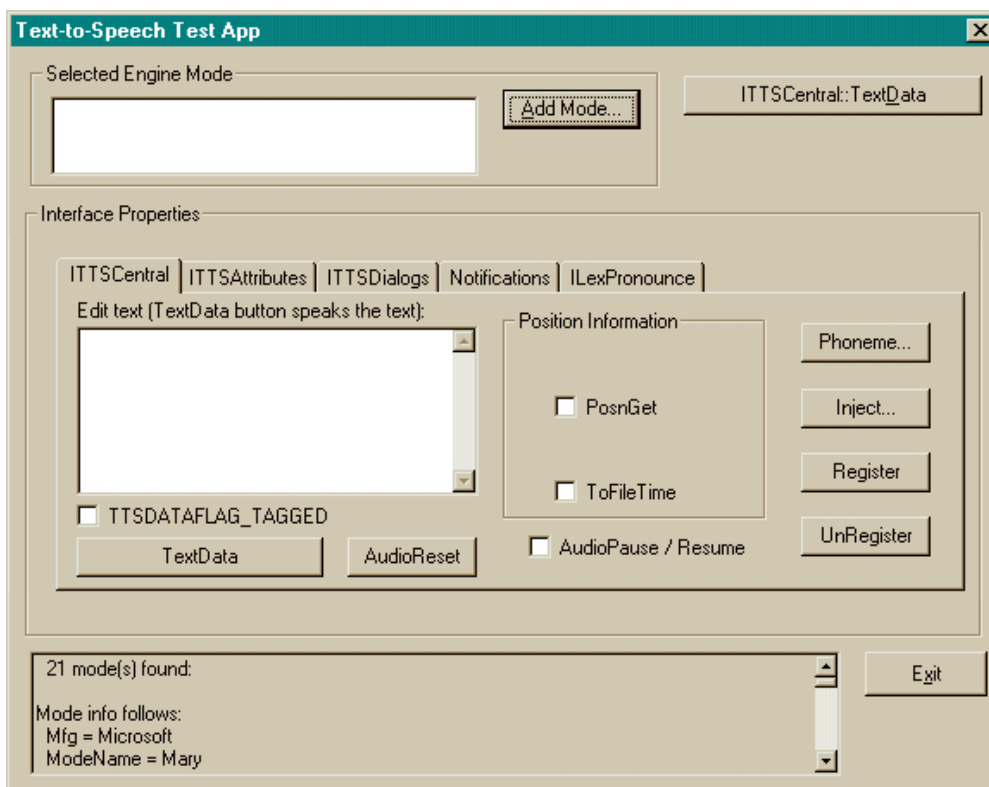 Text-to-Speech Test App
Selected Engine Mode
Add Mode...
ITTSCentral::TextData
Interface Properties
ITTSCentral ITTSAttributes ITTSDialogs Notifications ILexPronounce
Edit text (TextData button speaks the text):
Position Information
Phoneme...
PosnGet
Inject...
ToFileTime
Register
TTSDATAFLAG_TAGGED
AudioPause / Resume
UnRegister
TextData AudioReset
21 mode(s) found:
Exit
Mode info follows:
Mfg = Microsoft
ModeName = Mary